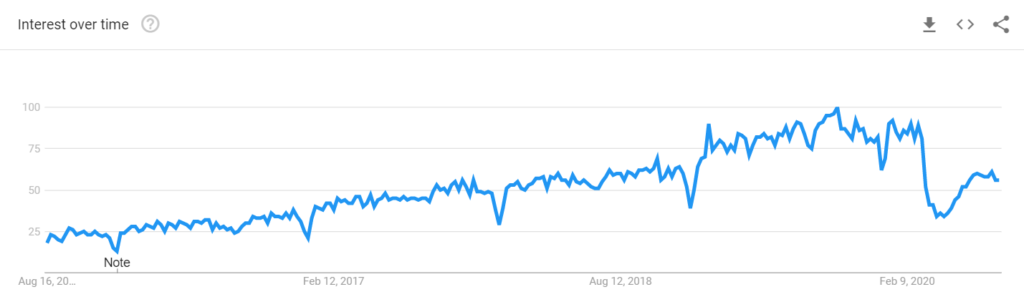 Interest over time
100
75
50
25
Note
Aug 16, 20...
Feb 12, 2017
Aug 12, 2018
Feb 9, 2020